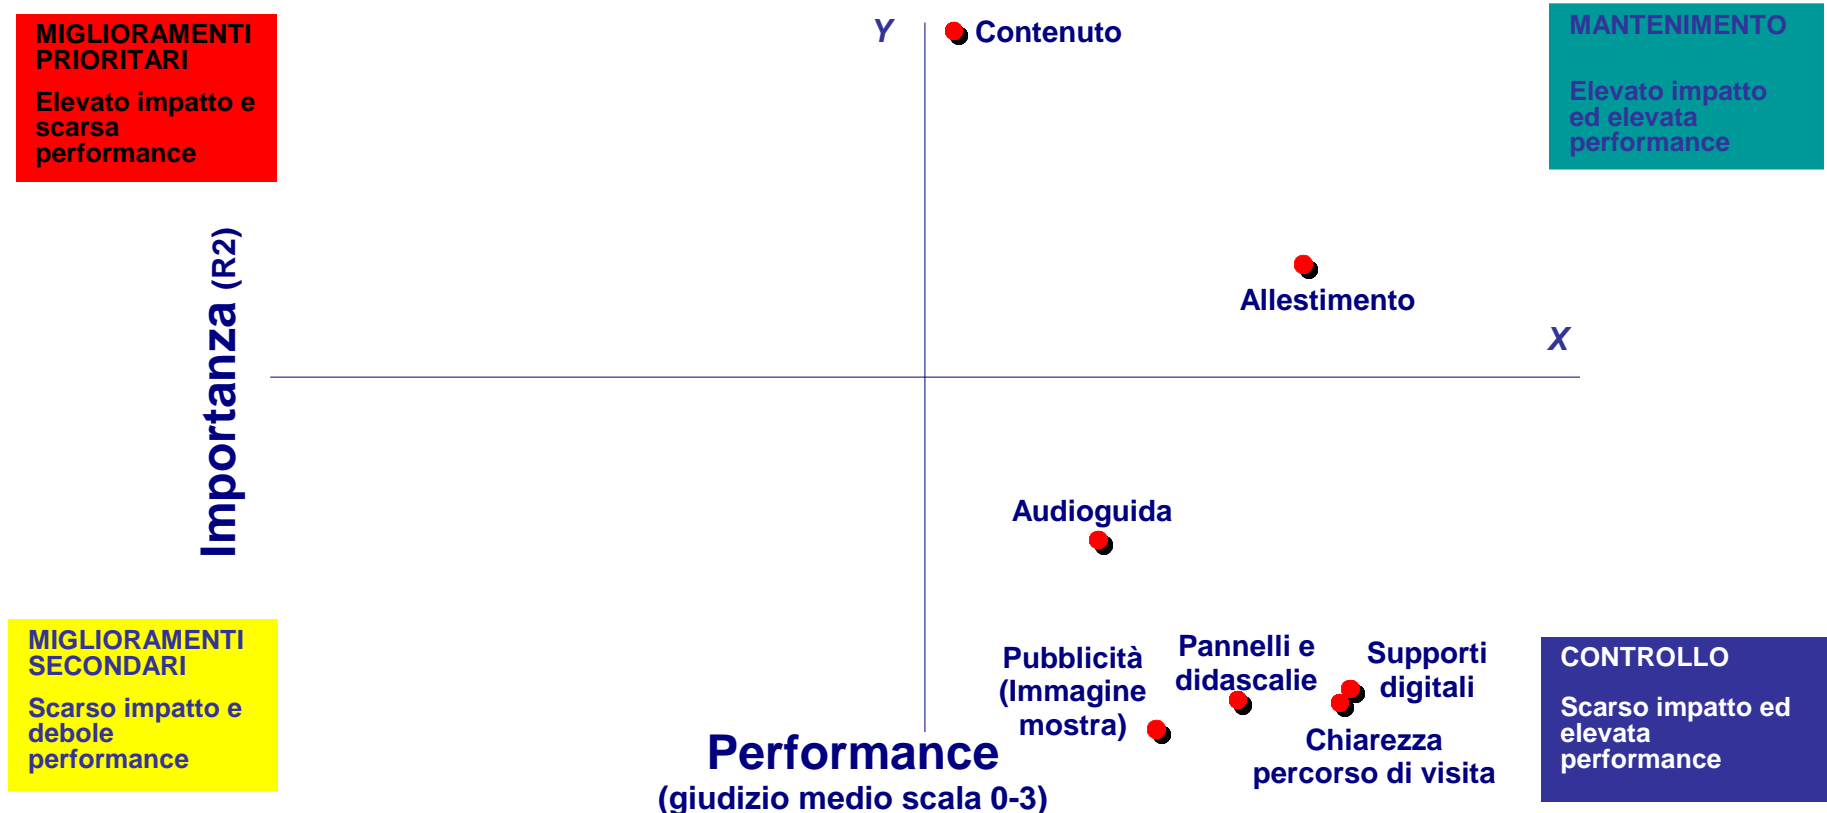 MIGLIORAMENTI
PRIORITARI
Elevato impatto e
scarsa
performance
Y
Contenuto
MANTENIMENTO
Elevato impatto
ed elevata
performance
Allestimento
X
Importanza (R2)
Audioguida
MIGLIORAMENTI
SECONDARI
Scarso impatto e
debole
performance
Pubblicità
(Immagine
mostra)
Pannelli e
didascalie
Supporti
digitali
Chiarezza
percorso di visita
CONTROLLO
Scarso impatto ed
elevata
performance
Performance
(giudizio medio scala 0-3)